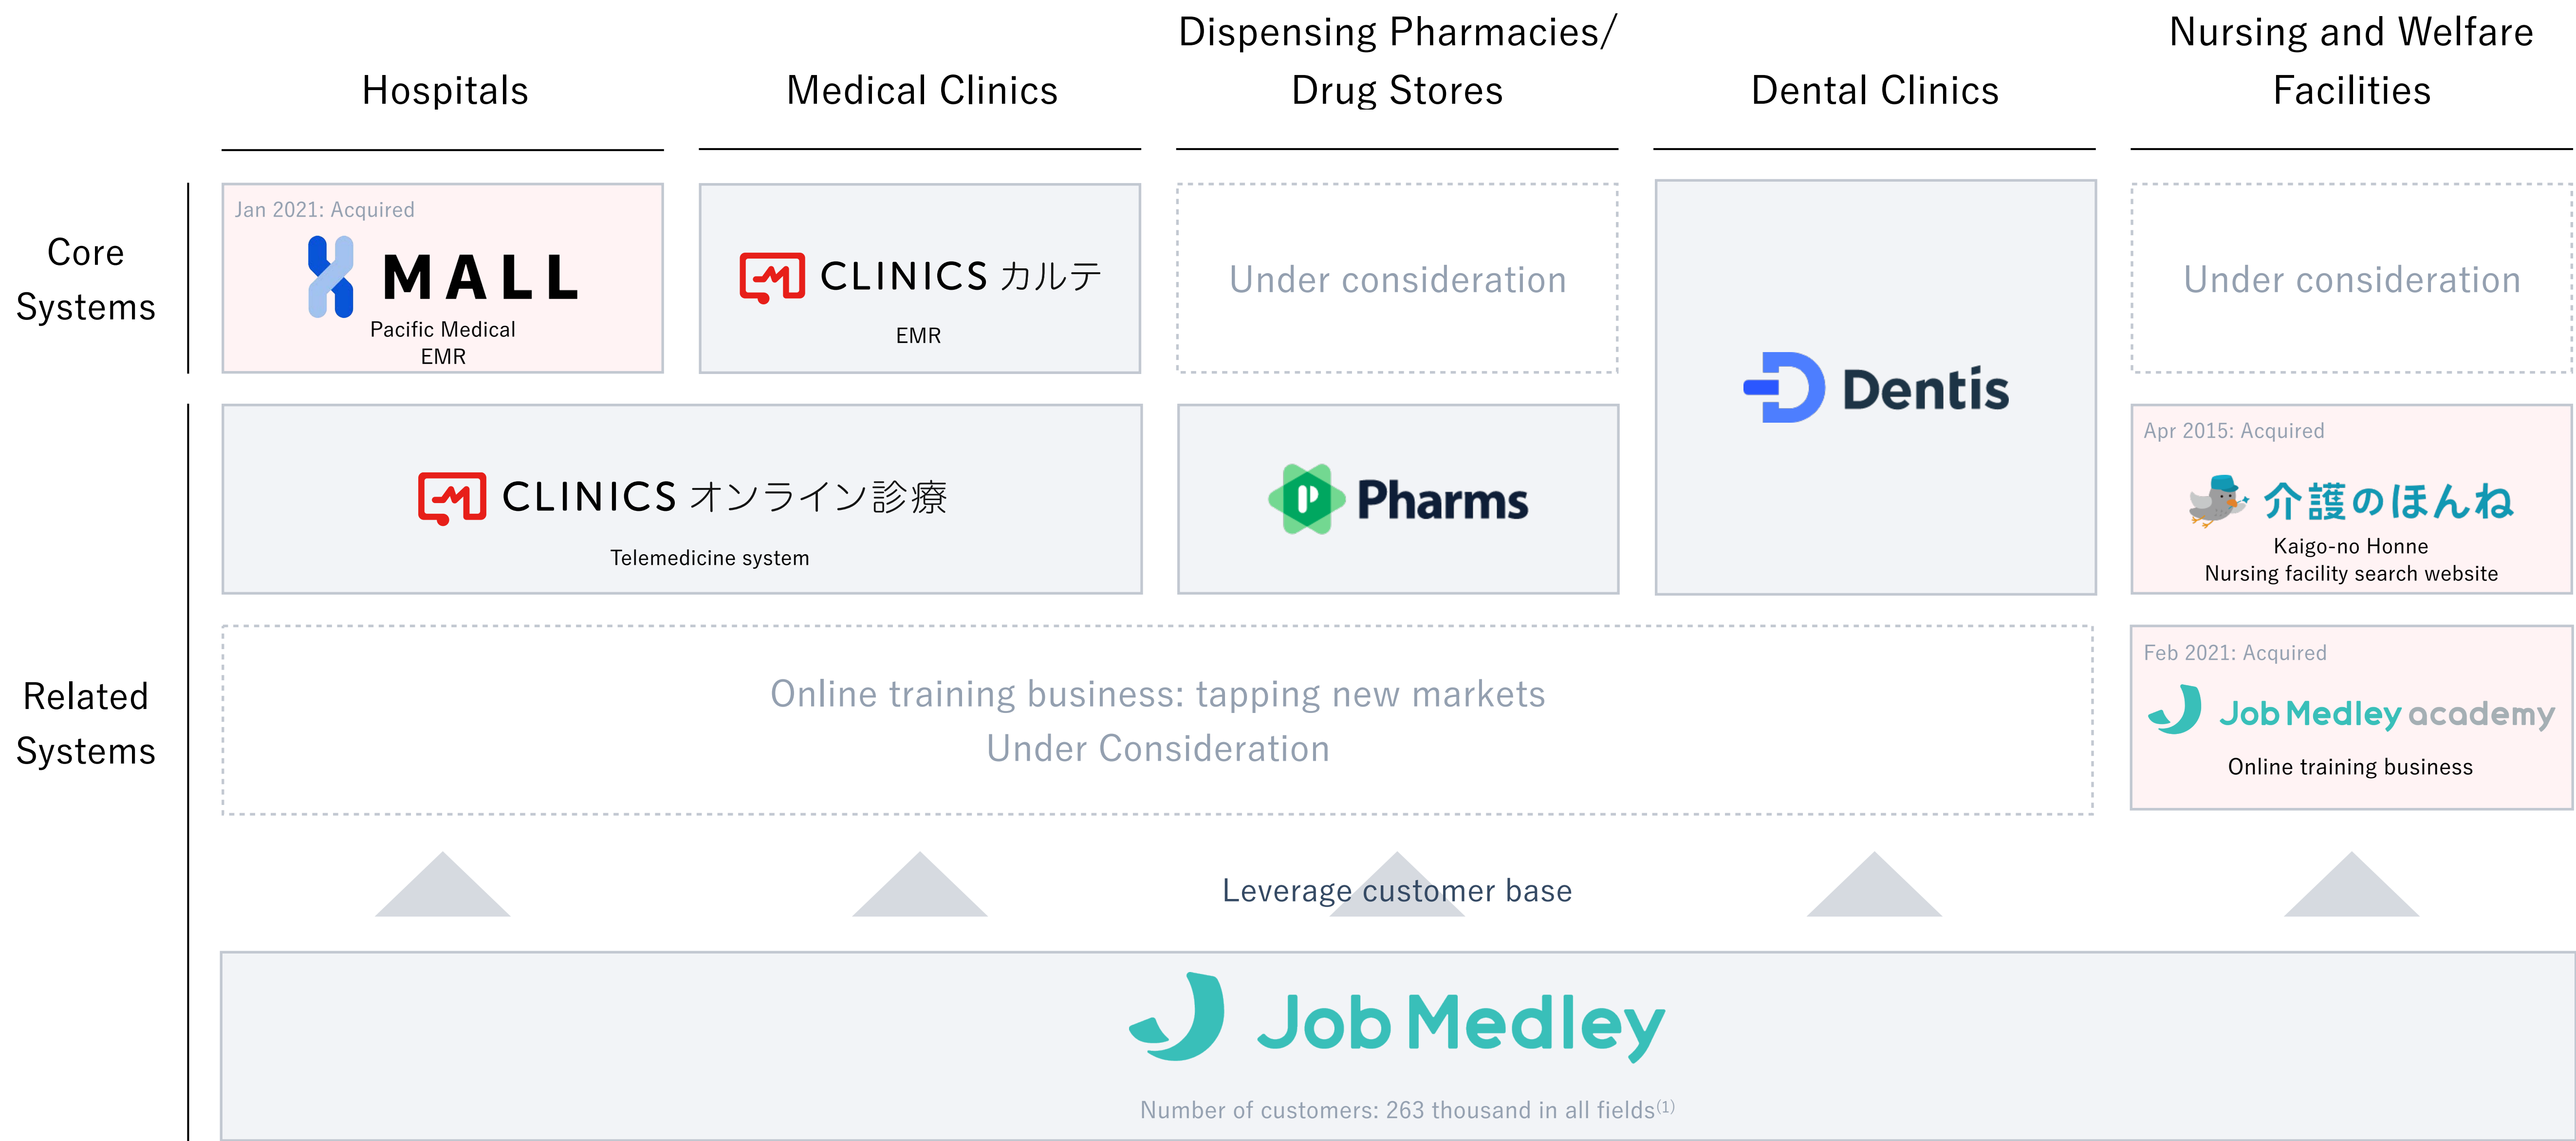 Hospitals
Medical Clinics
Dispensing Pharmacies/
Drug Stores
Dental Clinics
Nursing and Welfare
Facilities
Core
Systems
Jan 2021: Acquired
MALL
Pacific Medical
EMR
CLINICS カルテ
EMR
Under consideration
Dentis
Under consideration
Related
Systems
CLINICS オンライン診療
Telemedicine system
Pharms
Apr 2015: Acquired
介護のほんね
Kaigo-no Honne
Nursing facility search website
Online training business: tapping new markets
Under Consideration
Feb 2021: Acquired
Job Medley academy
Online training business
Leverage customer base
Job Medley
Number of customers: 263 thousand in all fields(1)